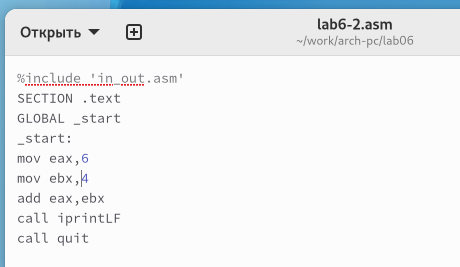 Открыть
lab6-2.asm
~/work/arch-pc/lab06
%include 'in_out.asm'
SECTION .text
GLOBAL _start
_start:
mov eax,6
mov ebx,4
add eax,ebx
call iprintLF
call quit